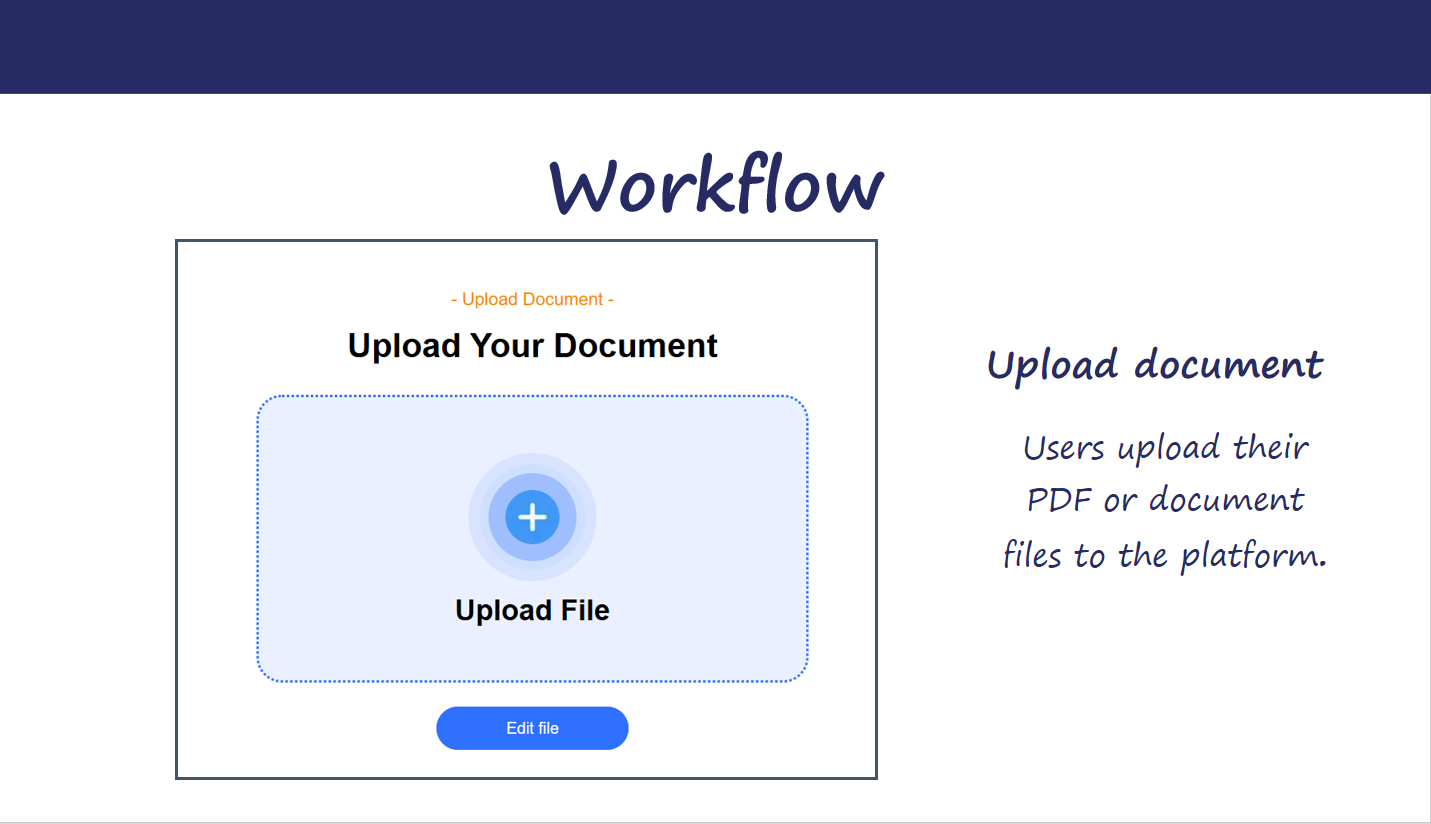 Workflow
- Upload Document -
Upload Your Document
Upload File
Edit file
Upload document
Users upload their
PDF or document
files to the platform.